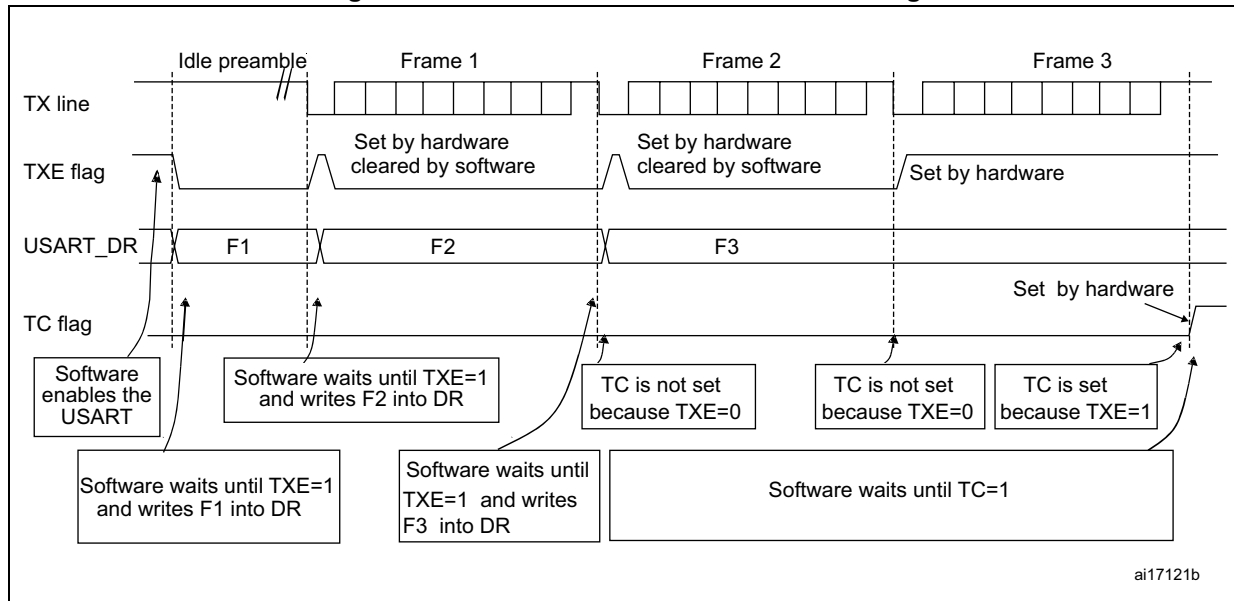 Idle preamble
Frame 1
Frame 2
Frame 3
TX line
Set by hardware
cleared by software
Set by hardware
cleared by software
TXE flag
Set by hardware
USART_DR
F1
F2
F3
Set by hardware
TC flag
Software
enables the
USART
Software waits until TXE=1
and writes F2 into DR
TC is not set
because TXE=0
TC is not set
because TXE=0
TC is set
because TXE=1
Software waits until TXE=1
and writes F1 into DR
Software waits until
TXE=1 and writes
F3 into DR
Software waits until TC=1
ai17121b